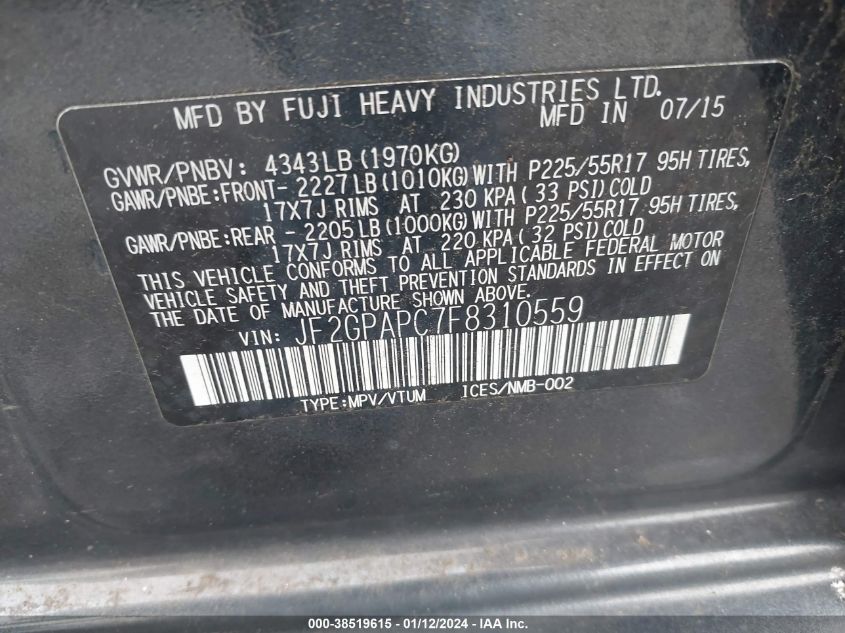 MFD BY FUJI HEAVY INDUSTRIES LTD.
MFD IN 07/15
GVWR/PNBV: 4343LB(1970KG)
GAWR/PNBE:FRONT-2227LB(1010KG)WITH P225/55R17 95H TIRES,
17X7J RIMS AT 230 KPA(33 PSI)COLD
GAWR/PNBE:REAR -2205LB(1000KG)WITH P225/55R17 95H TIRES,
17X7J RIMS AT 220 KPA(32 PSI)COLD
THIS VEHICLE CONFORMS TO ALL APPLICABLE FEDERAL MOTOR
VEHICLE SAFETY AND THEFT PREVENTION STANDARDS IN EFFECT ON
THE DATE OF MANUFACTURE SHOWN ABOVE.
VIN: JF2GPAPC7F8310559
TYPE:MPV/VTUM ICES/NMB-002
000-38519615 - 01/12/2024 - IAA Inc.